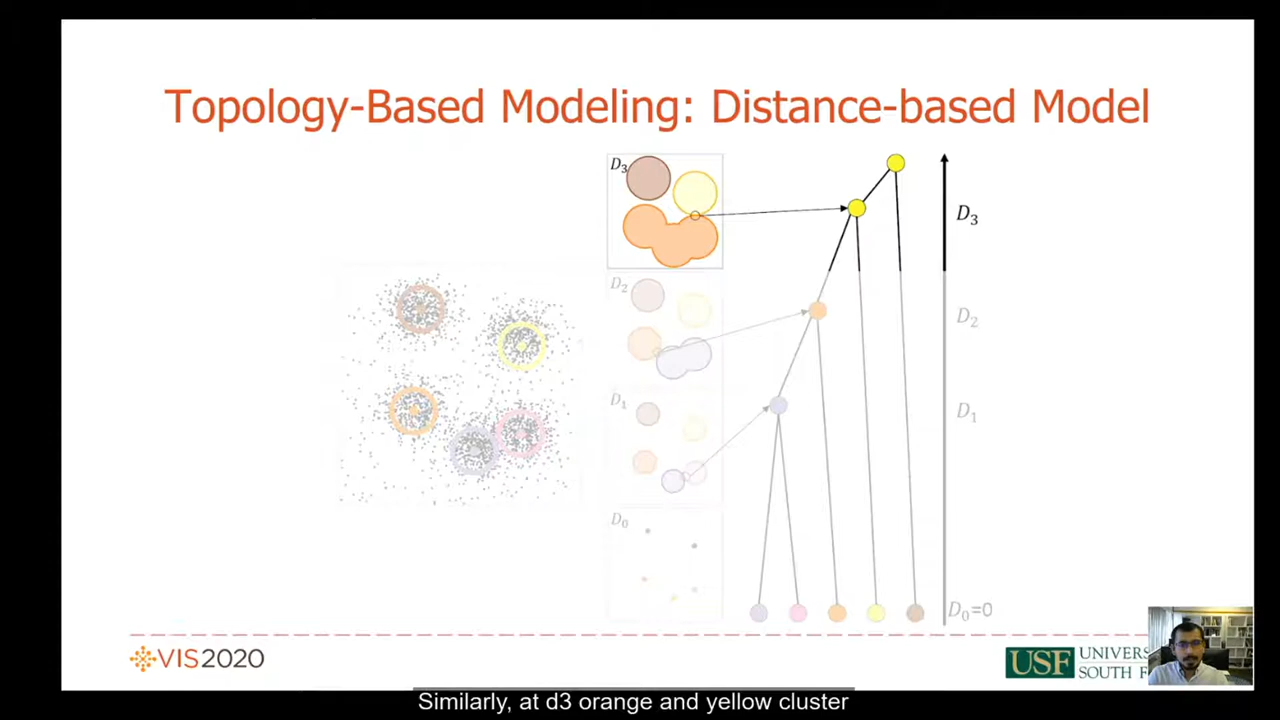 Topology-Based Modeling: Distance-based Model
D₃
D₃
D₂
D₂
D₁
D₁
D₀
D₀=0
VIS2020
USF
SOUTH
Similarly, at d3 orange and yellow cluster